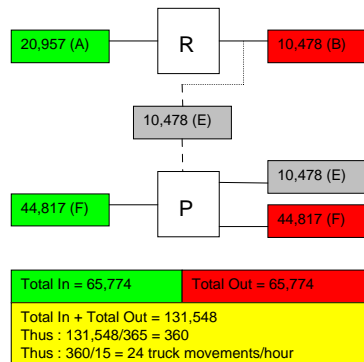 20,957 (A)
R
10,478 (B)
10,478 (E)
10,478 (E)
44,817 (F)
P
44,817 (F)
Total In = 65,774
Total Out = 65,774
Total In + Total Out = 131,548
Thus : 131,548/365 = 360
Thus : 360/15 = 24 truck movements/hour